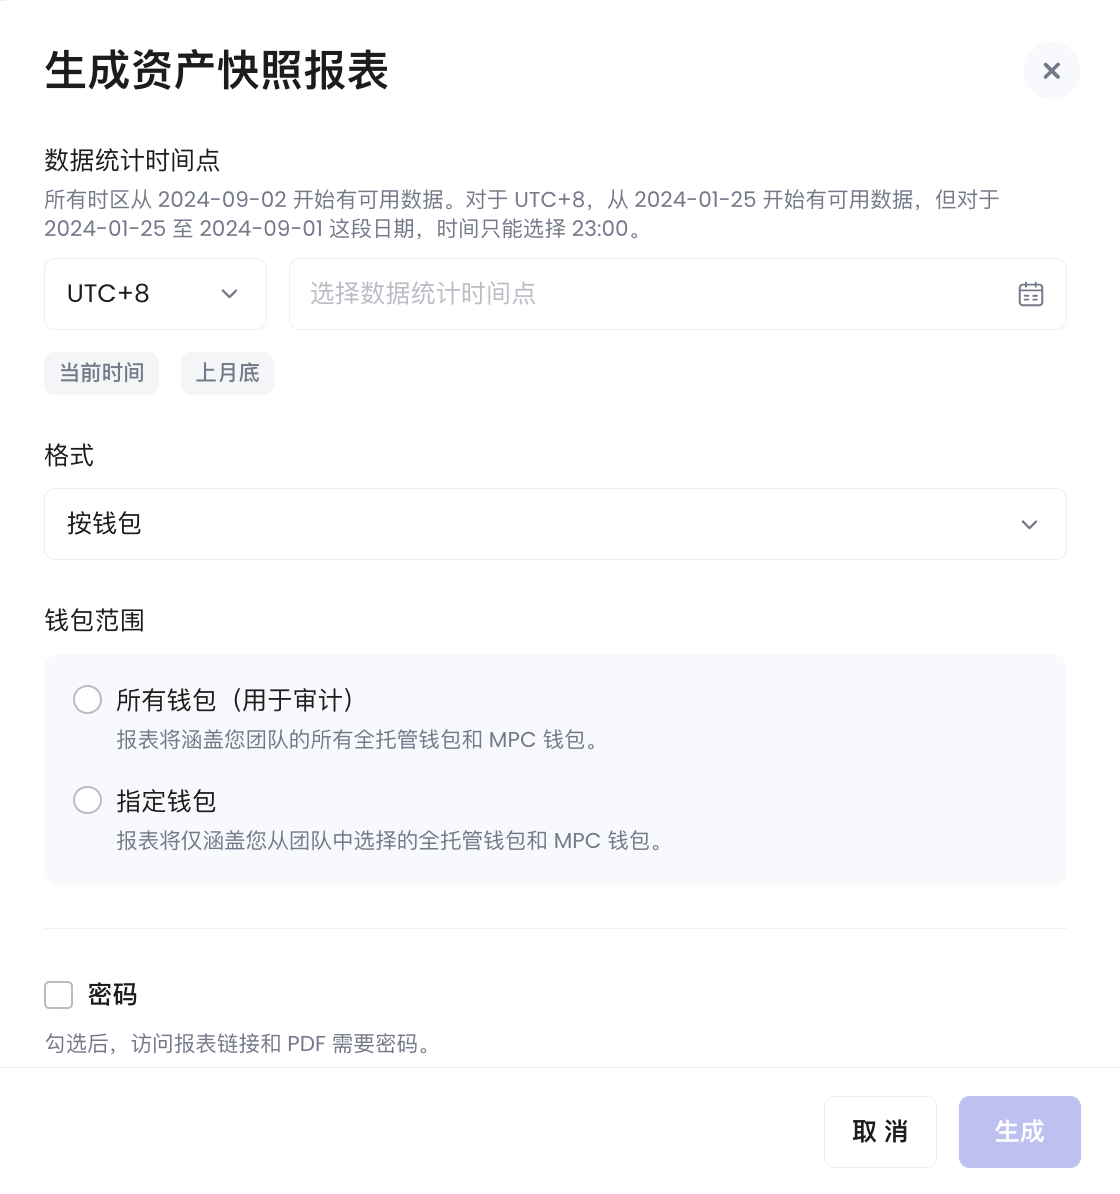 生成资产快照报表
数据统计时间点
所有时区从 2024-09-02 开始有可用数据。对于 UTC+8，从 2024-01-25 开始有可用数据，但对于
2024-01-25 至 2024-09-01 这段日期，时间只能选择 23:00。
UTC+8
选择数据统计时间点
当前时间
上月底
格式
按钱包
钱包范围
所有钱包（用于审计）
报表将涵盖您团队的所有全托管钱包和 MPC 钱包。
指定钱包
报表将仅涵盖您从团队中选择的全托管钱包和 MPC 钱包。
密码
勾选后，访问报表链接和 PDF 需要密码。
取 消
生成